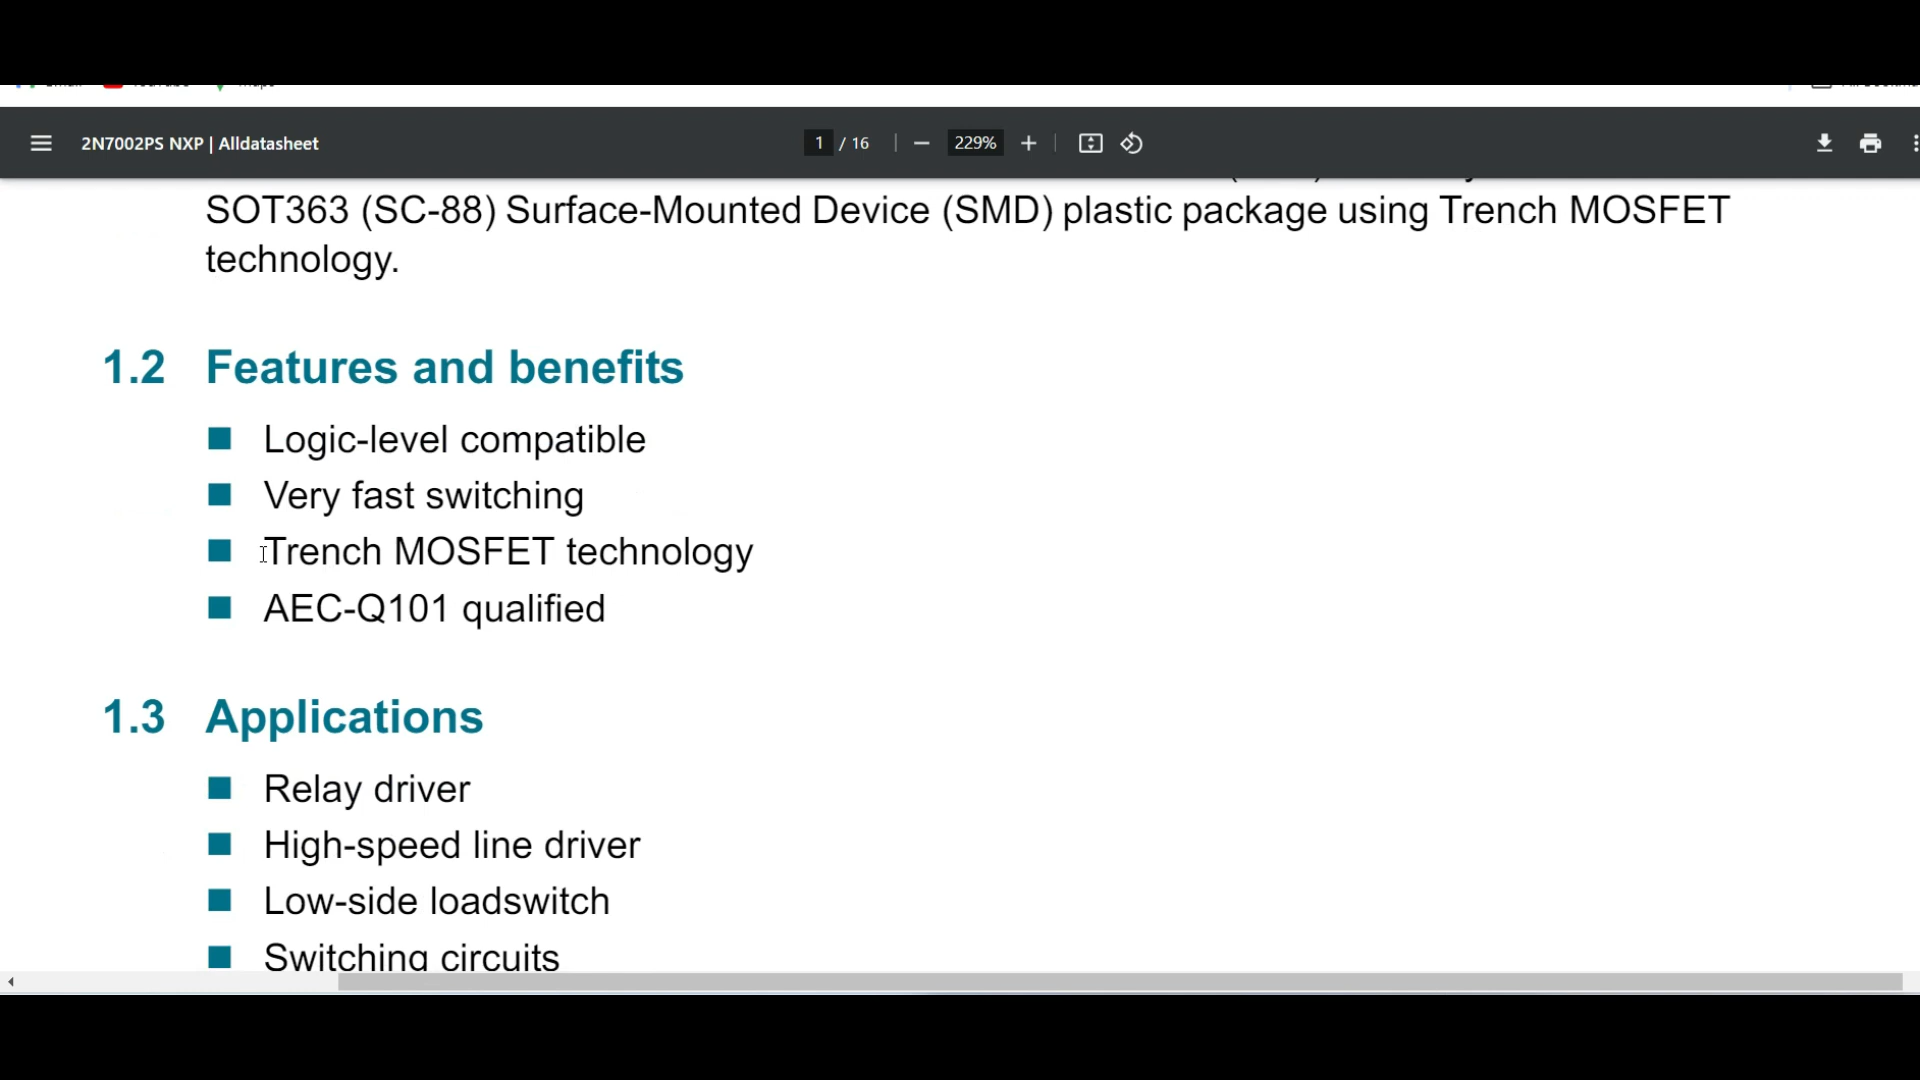 2N7002PS NXP | Alldatasheet
1 / 16
229%
SOT363 (SC-88) Surface-Mounted Device (SMD) plastic package using Trench MOSFET
technology.
1.2 Features and benefits
Logic-level compatible
Very fast switching
Trench MOSFET technology
AEC-Q101 qualified
1.3 Applications
Relay driver
High-speed line driver
Low-side loadswitch
Switching circuits